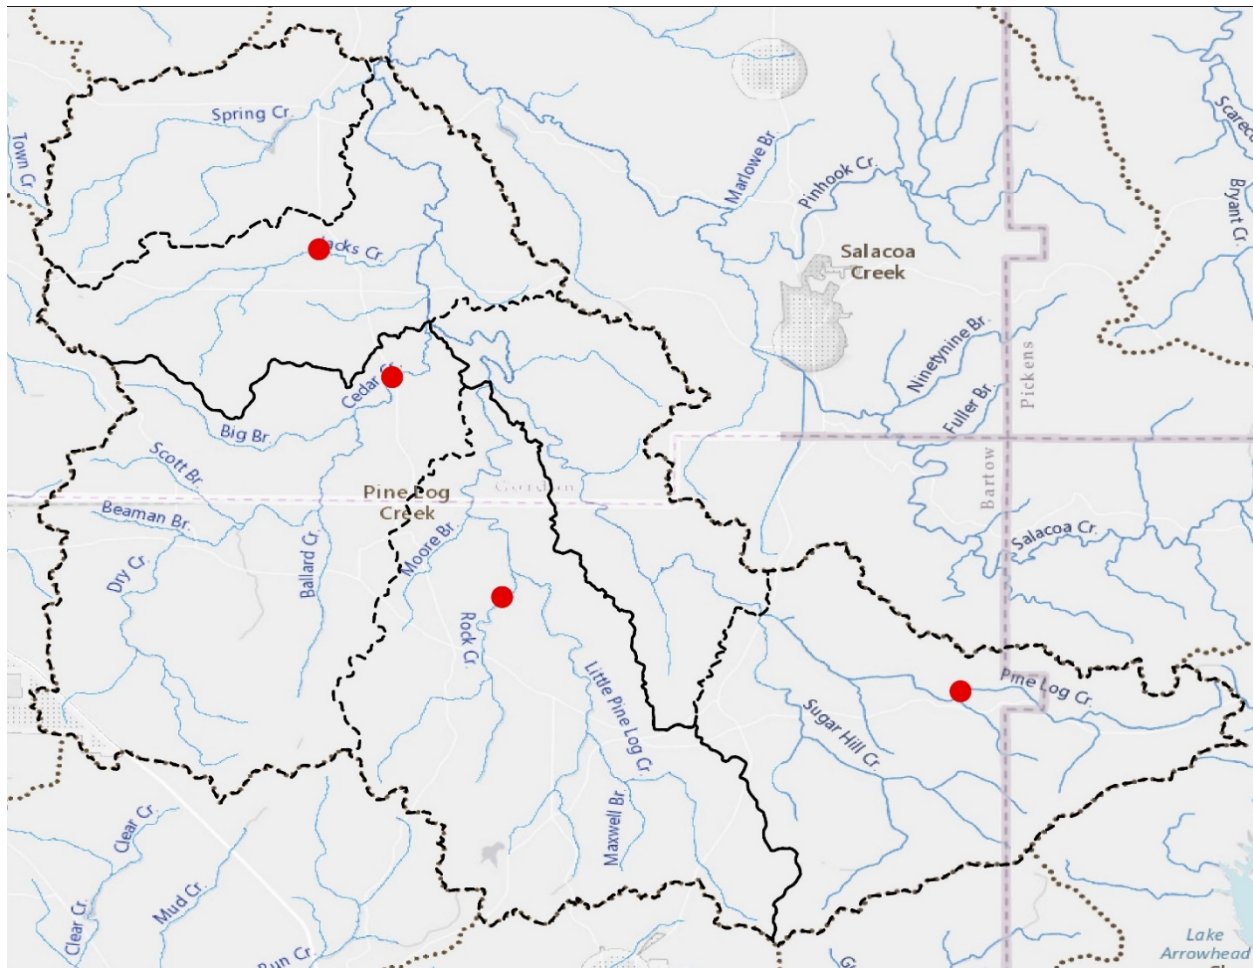 Spring Cr.
Town Cr.
Marlowe Br.
Pinhook Cr.
Bryant Cr.
Jacks Cr.
Salacoa
Creek
Ninetynine Br.
Fuller Br.
Pickens
Cedar
Big Br.
Scott Br.
Beaman Br.
Pine Log
Creek
Gordon
Bartow
Salacoa Cr.
Dry Cr.
Ballard Cr.
Moore Br.
Rock Cr.
Little Pine Log Cr.
Pine Log Cr.
Sugar Hill Cr.
Maxwell Br.
Clear Cr.
Mud Cr.
Clear Cr.
Run Cr.
Lake
Arrowhead